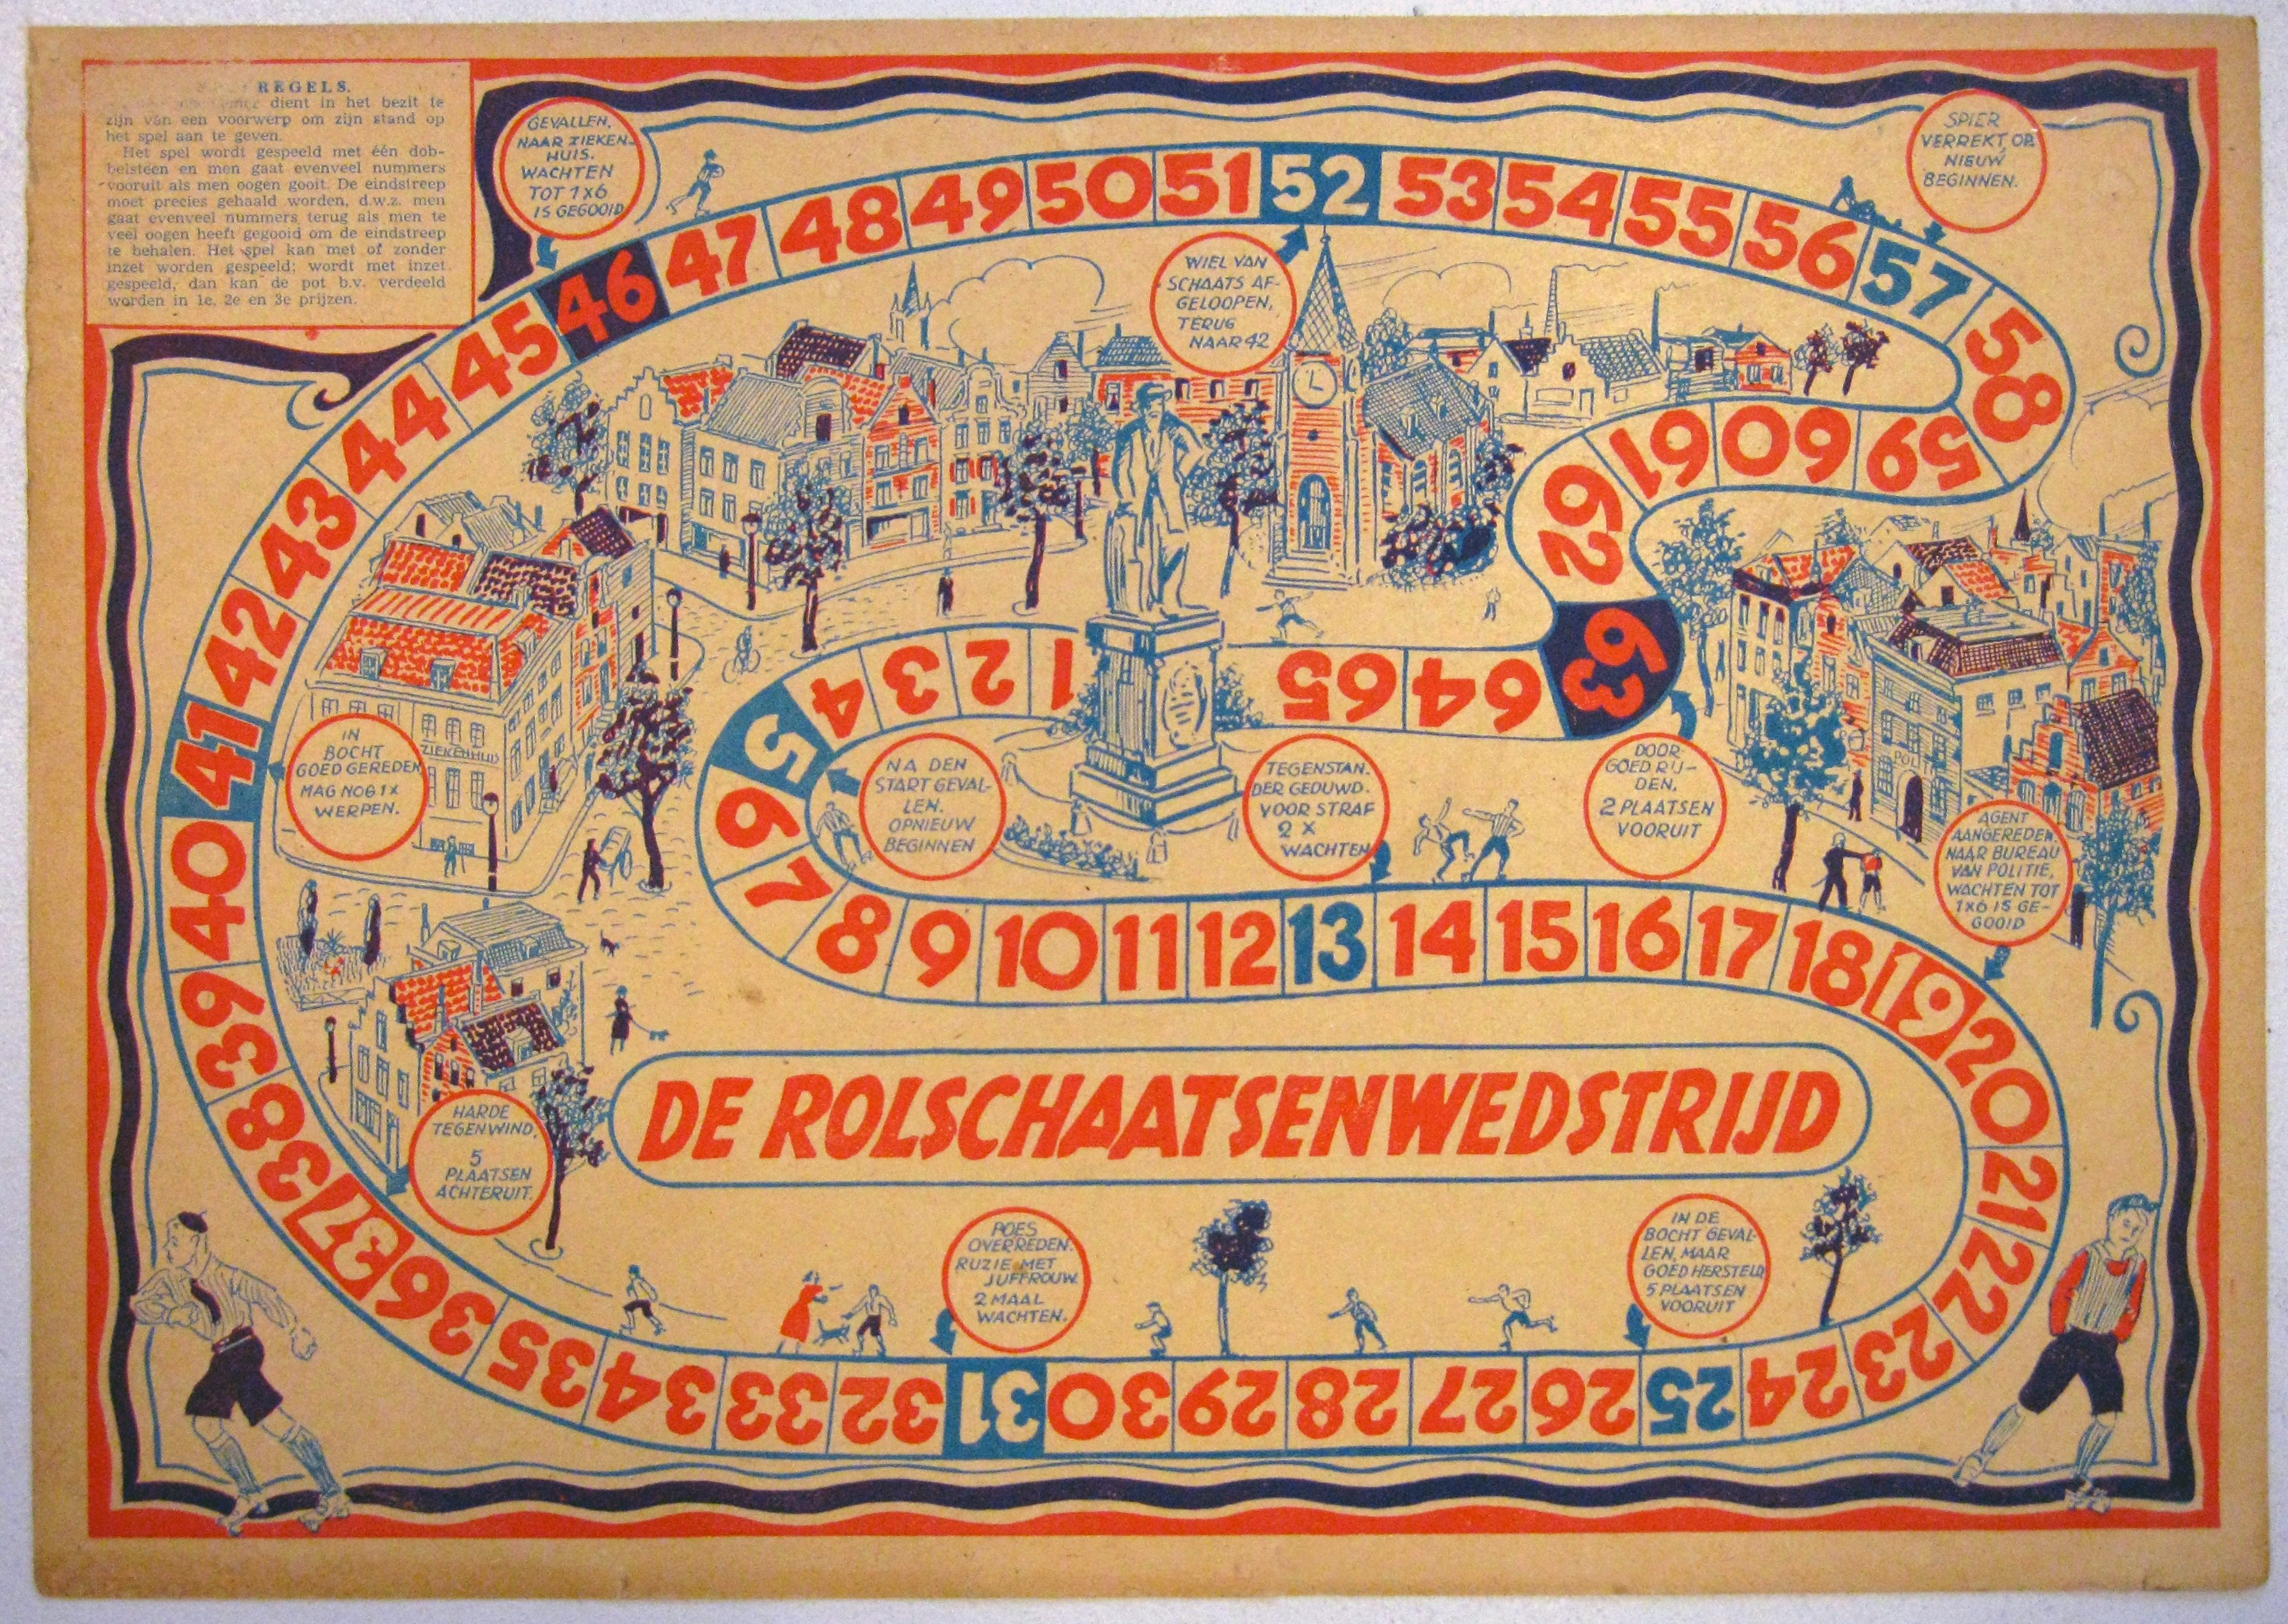 REGELS.
dient in het bezit te
zijn van een voorwerp om zijn stand op
het spel aan te geven.
Het spel wordt gespeeld met één dob-
belsteen en men gaat evenveel nummers
vooruit als men oogen gooit. De eindstreep
moet precies gehaald worden, d.w.z. men
gaat evenveel nummers terug als men te
veel oogen heeft gegooid om de eindstreep
te behalen. Het spel kan met of zonder
inzet worden gespeeld; wordt met inzet
gespeeld, dan kan de pot b.v. verdeeld
worden in 1e, 2e en 3e prijzen.
GEVALLEN,
NAAR ZIEKEN-
HUIS.
WACHTEN
TOT 1X6
IS GEGOOID
SPIER
VERREKT, OP
NIEUW
BEGINNEN.
WIEL VAN
SCHAATS AF-
GELOOPEN,
TERUG
NAAR 42
IN
BOCHT
GOED GEREDEN
MAG NOG 1X
WERPEN.
ZIEKENHUIS
NA DEN
START GEVAL-
LEN.
OPNIEUW
BEGINNEN
TEGENSTAN-
DER GEDUWD.
VOOR STRAF
2 X
WACHTEN
DOOR-
GOED RIJ-
DEN,
2 PLAATSEN
VOORUIT
AGENT
AANGEREDEN,
NAAR BUREAU
VAN POLITIE,
WACHTEN TOT
1X6 IS GE-
GOOID
HARDE
TEGENWIND,
5
PLAATSEN
ACHTERUIT.
POES
OVERREDEN.
RUZIE MET
JUFFROUW.
2 MAAL
WACHTEN.
IN DE
BOCHT GEVAL-
LEN, MAAR
GOED HERSTELD
5 PLAATSEN
VOORUIT
DE ROLSCHAATSENWEDSTRIJD
1
2
3
4
5
6
7
8
9
10
11
12
13
14
15
16
17
18
19
20
21
22
23
24
25
26
27
28
29
30
31
32
33
34
35
36
37
38
39
40
41
42
43
44
45
46
47
48
49
50
51
52
53
54
55
56
57
58
59
60
61
62
63
64
65